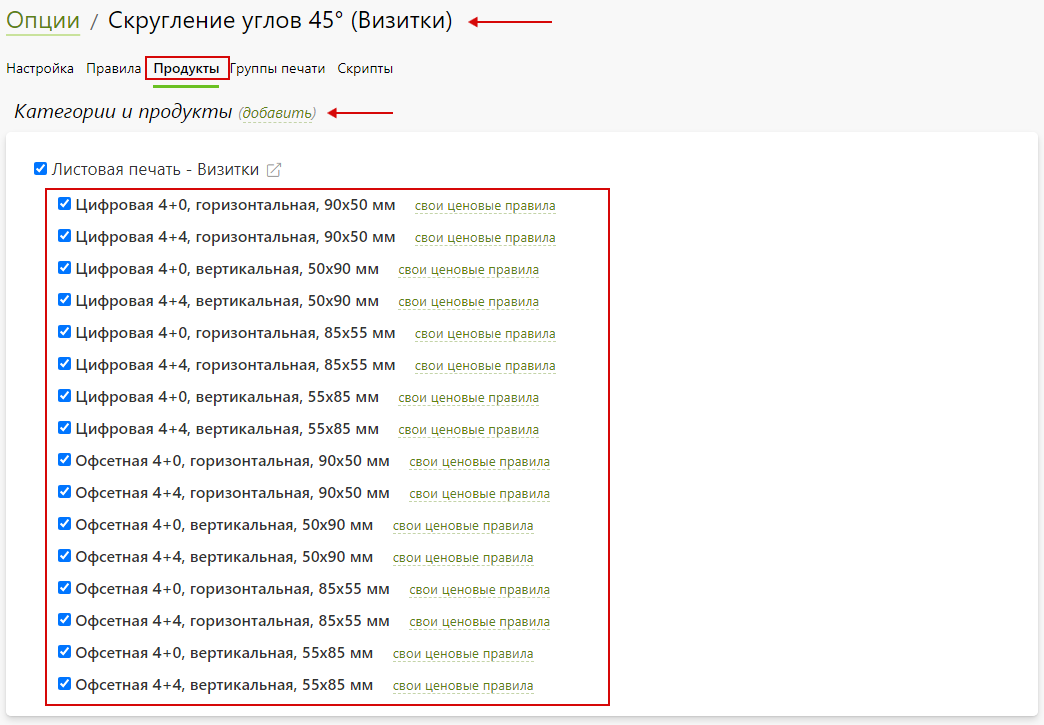 Опции / Скругление углов 45° (Визитки)
Настройка Правила Продукты Группы печати Скрипты
Категории и продукты (добавить)
Листовая печать - Визитки
Цифровая 4+0, горизонтальная, 90x50 мм свои ценовые правила
Цифровая 4+4, горизонтальная, 90x50 мм свои ценовые правила
Цифровая 4+0, вертикальная, 50x90 мм свои ценовые правила
Цифровая 4+4, вертикальная, 50x90 мм свои ценовые правила
Цифровая 4+0, горизонтальная, 85x55 мм свои ценовые правила
Цифровая 4+4, горизонтальная, 85x55 мм свои ценовые правила
Цифровая 4+0, вертикальная, 55x85 мм свои ценовые правила
Цифровая 4+4, вертикальная, 55x85 мм свои ценовые правила
Офсетная 4+0, горизонтальная, 90x50 мм свои ценовые правила
Офсетная 4+4, горизонтальная, 90x50 мм свои ценовые правила
Офсетная 4+0, вертикальная, 50x90 мм свои ценовые правила
Офсетная 4+4, вертикальная, 50x90 мм свои ценовые правила
Офсетная 4+0, горизонтальная, 85x55 мм свои ценовые правила
Офсетная 4+4, горизонтальная, 85x55 мм свои ценовые правила
Офсетная 4+0, вертикальная, 55x85 мм свои ценовые правила
Офсетная 4+4, вертикальная, 55x85 мм свои ценовые правила